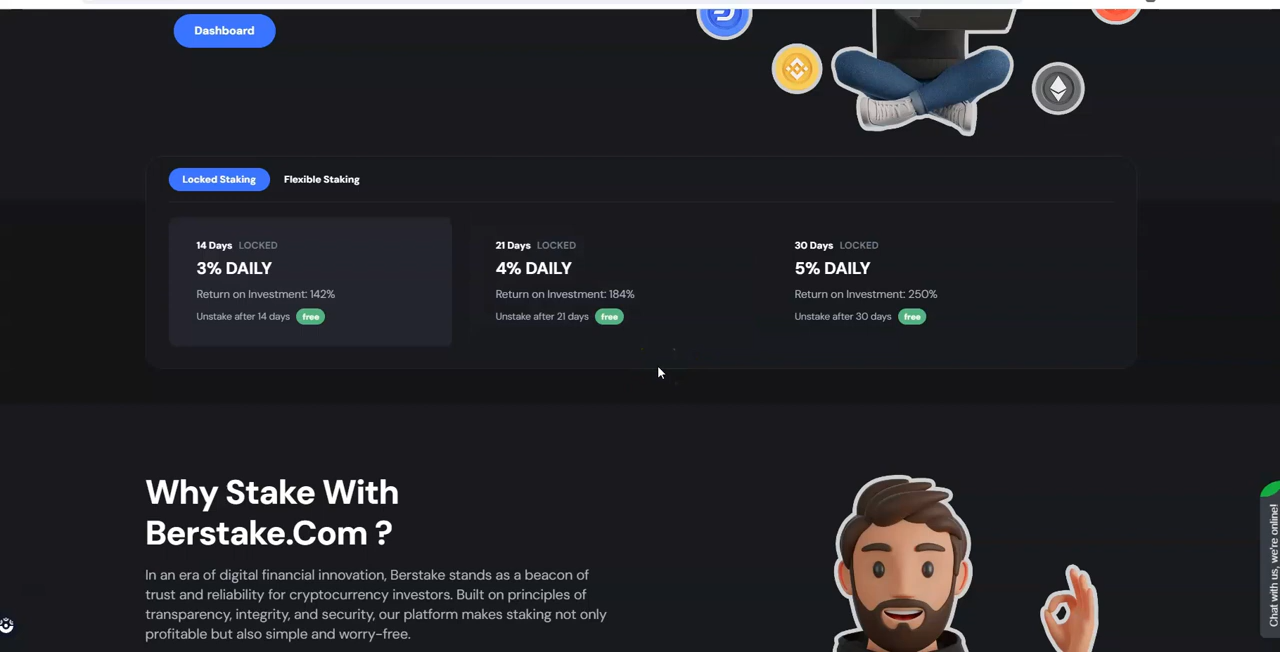 Dashboard
Locked Staking Flexible Staking
14 Days LOCKED
3% DAILY
Return on Investment: 142%
Unstake after 14 days free
21 Days LOCKED
4% DAILY
Return on Investment: 184%
Unstake after 21 days free
30 Days LOCKED
5% DAILY
Return on Investment: 250%
Unstake after 30 days free
Why Stake With
Berstake.Com ?
In an era of digital financial innovation, Berstake stands as a beacon of
trust and reliability for cryptocurrency investors. Built on principles of
transparency, integrity, and security, our platform makes staking not only
profitable but also simple and worry-free.
Chat with us, we're online!